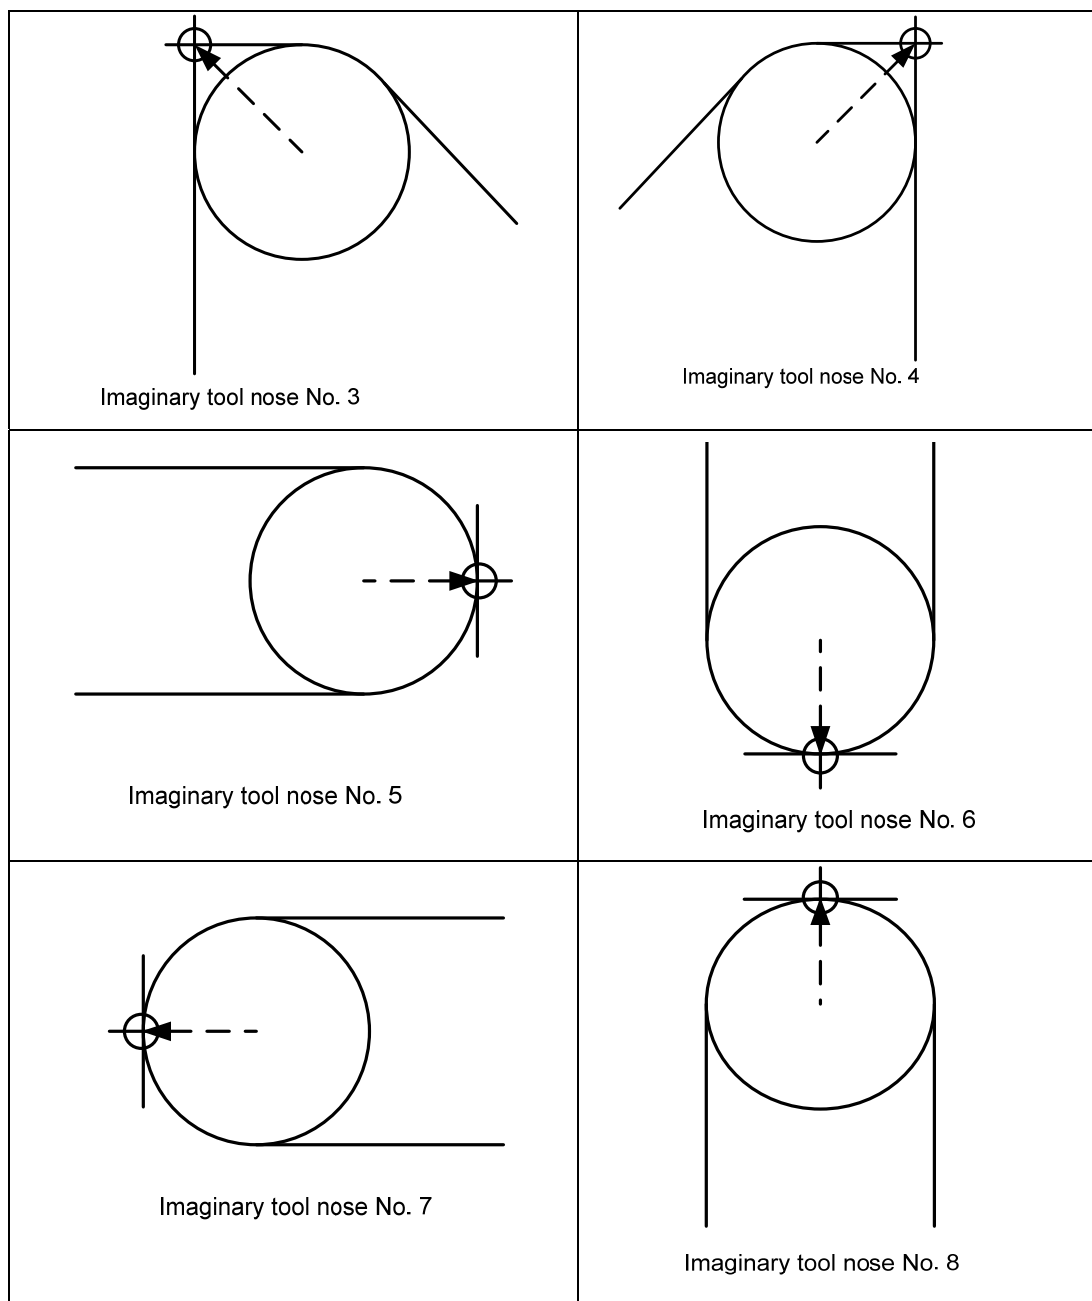 Imaginary tool nose No. 3
Imaginary tool nose No. 4
Imaginary tool nose No. 5
Imaginary tool nose No. 6
Imaginary tool nose No. 7
Imaginary tool nose No. 8